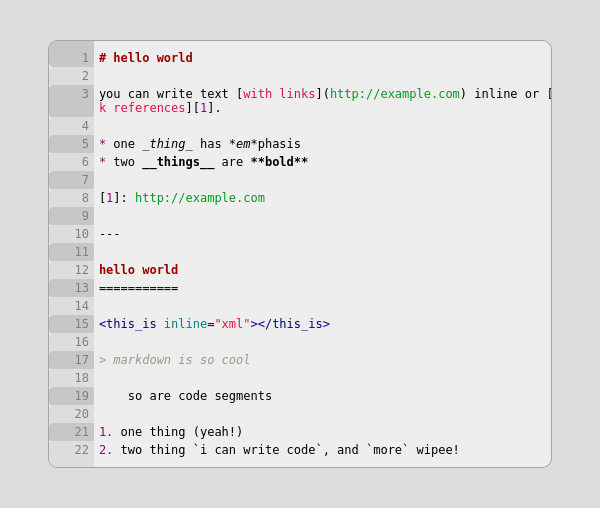 1 # hello world
2
3 you can write text [with links](http://example.com) inline or [
k references][1].
4
5 * one _thing_ has *em*phasis
6 * two __things__ are **bold**
7
8 [1]: http://example.com
9
10 ---
11
12 hello world
13 ===========
14
15 <this_is inline="xml"></this_is>
16
17 > markdown is so cool
18
19     so are code segments
20
21 1. one thing (yeah!)
22 2. two thing `i can write code`, and `more` wipee!